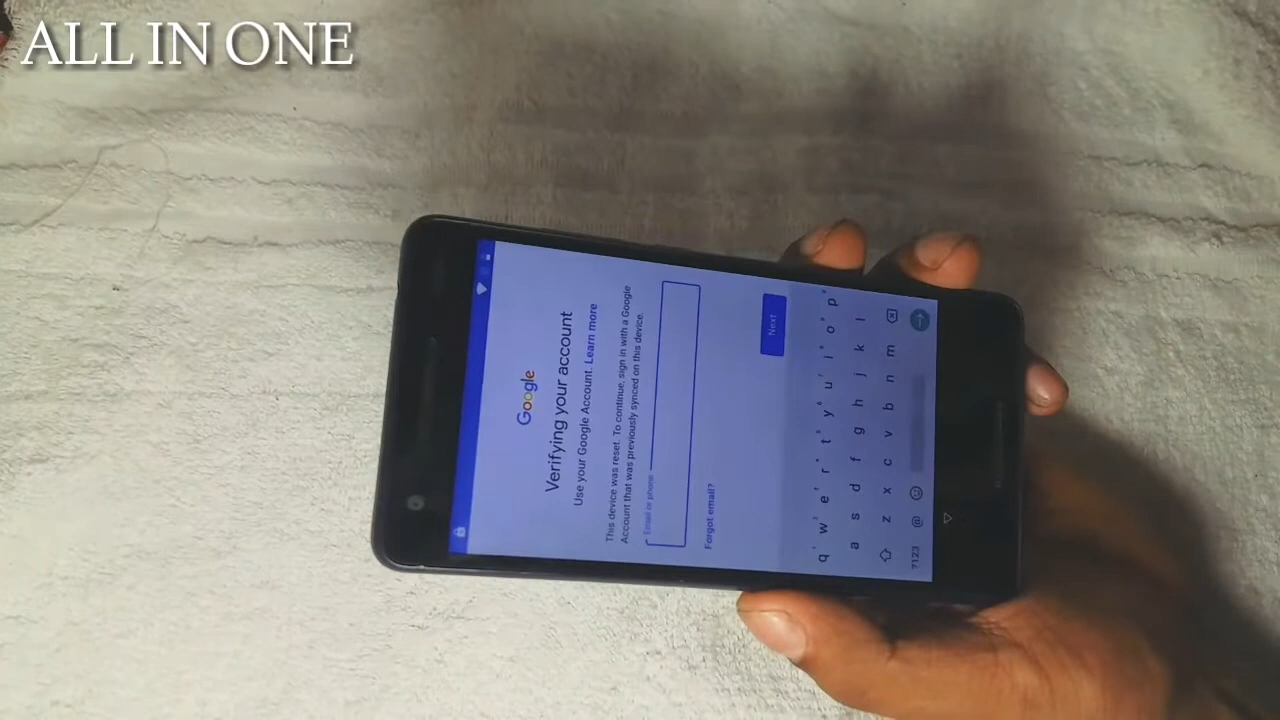 ALL IN ONE
Google
Verifying your account
Use your Google Account. Learn more
This device was reset. To continue, sign in with a Google
Account that was previously synced on this device.
Email or phone
Forgot email?
Next
q w e r t y u i o p
a s d f g h j k l
z x c v b n m
?123 @